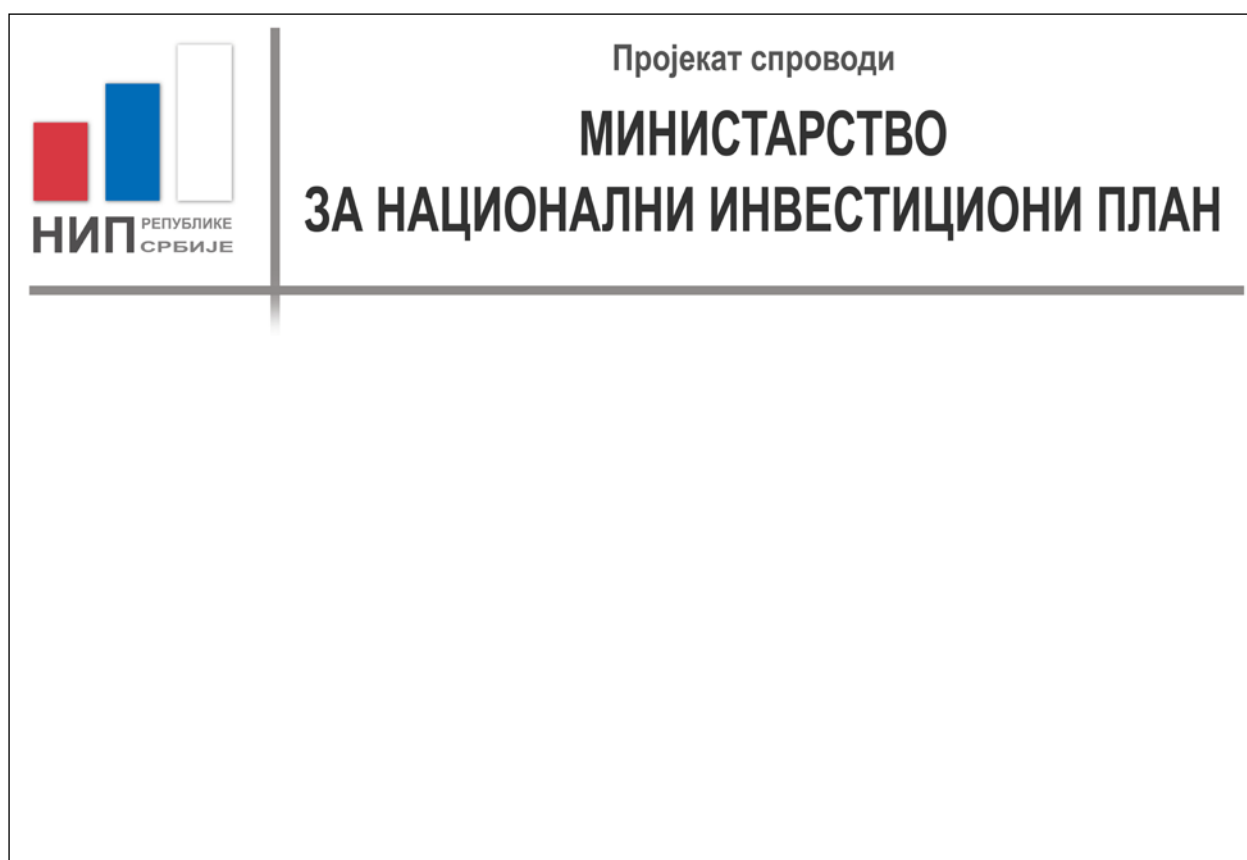 Пројекат спроводи
МИНИСТАРСТВО
ЗА НАЦИОНАЛНИ ИНВЕСТИЦИОНИ ПЛАН
НИП РЕПУБЛИКЕ
СРБИЈЕ